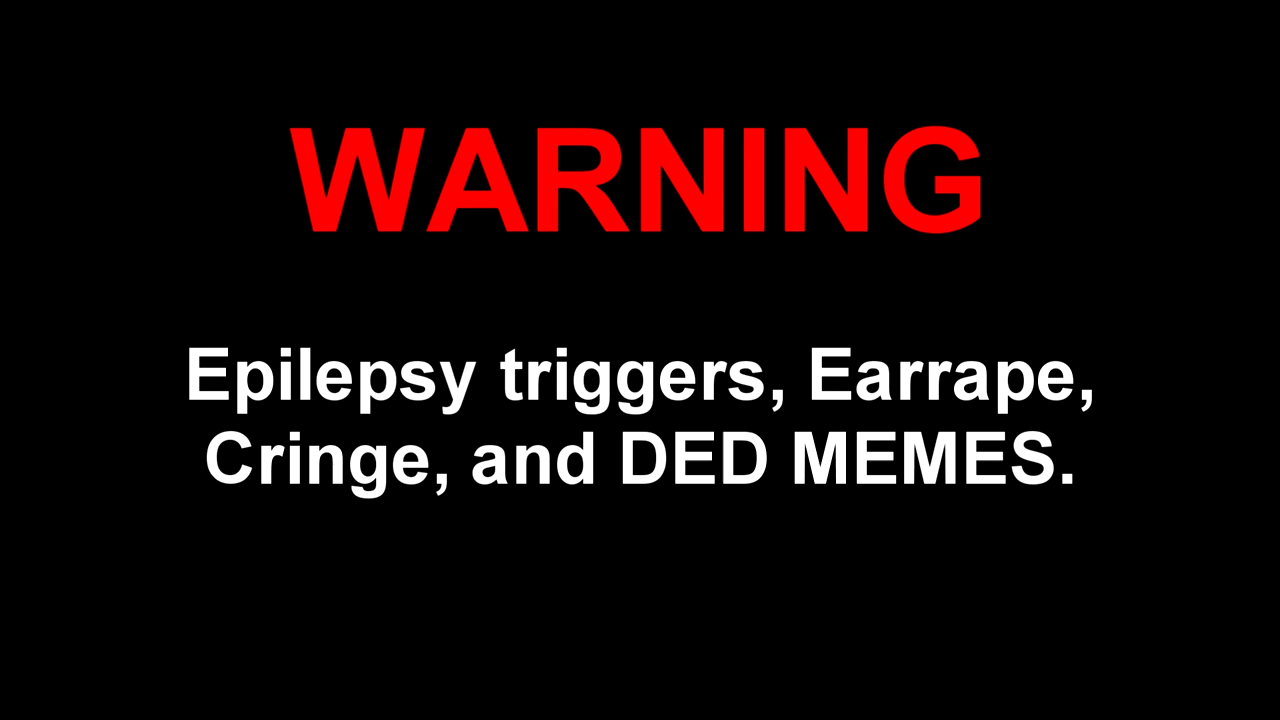 WARNING
Epilepsy triggers, Earrape,
Cringe, and DED MEMES.